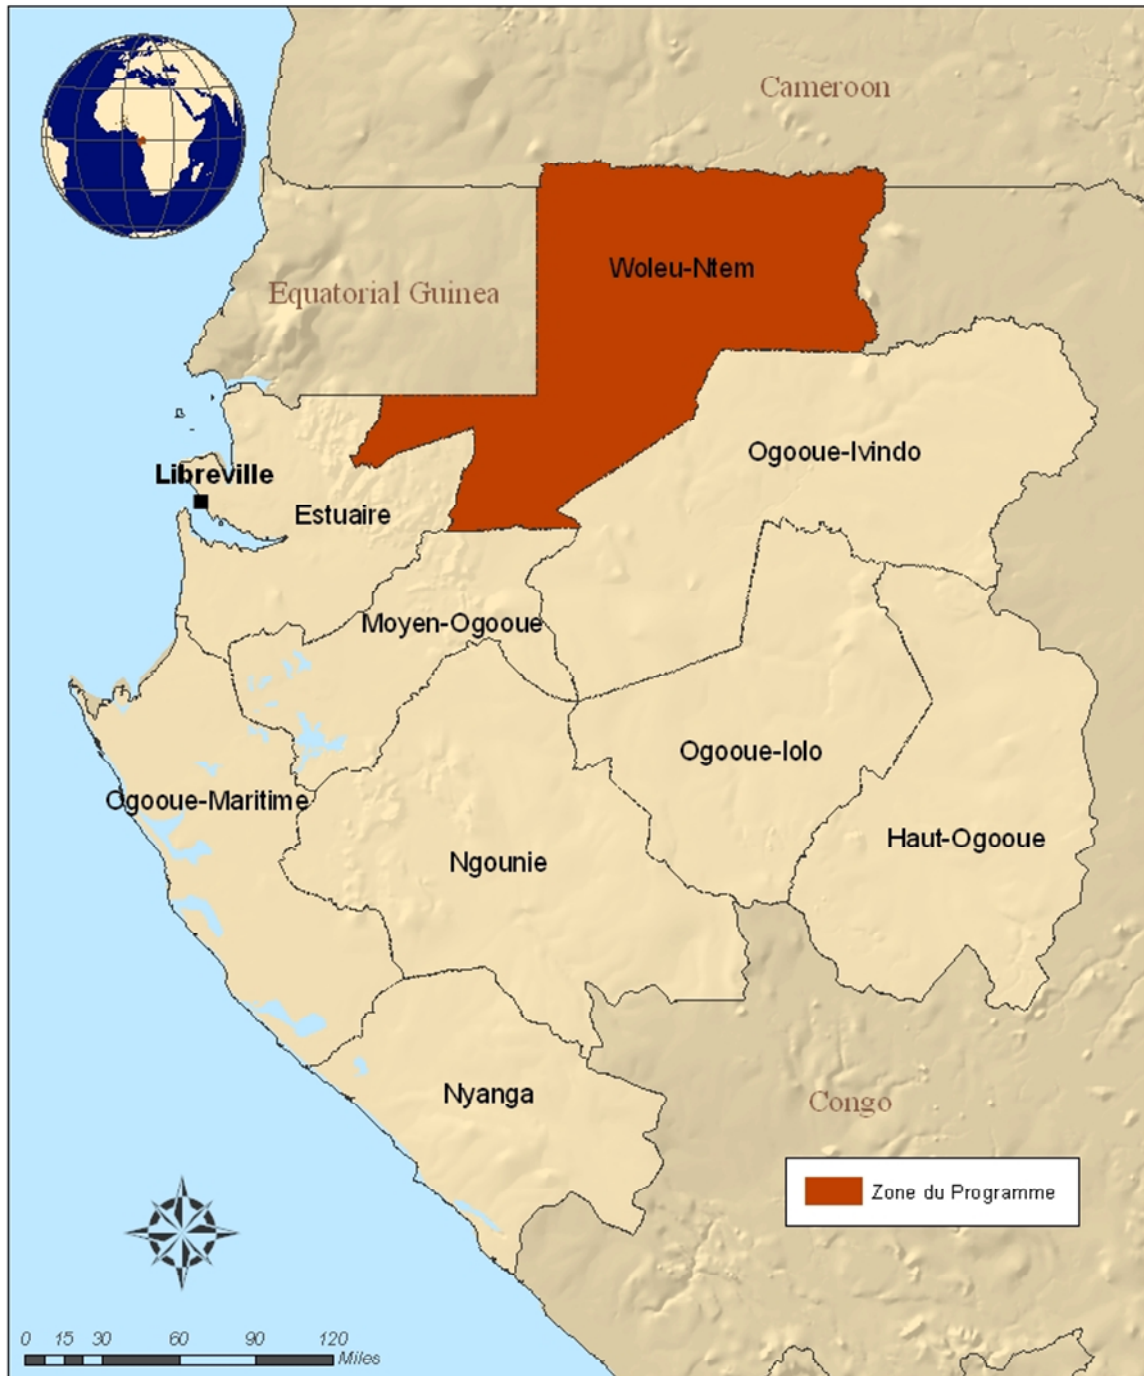 Cameroon
Woleu-Ntem
Equatorial Guinea
Ogooue-Ivindo
Libreville
Estuaire
Moyen-Ogooue
Ogooue-lolo
Ogooue-Maritime
Haut-Ogooue
Ngounie
Nyanga
Congo
Zone du Programme
0 15 30 60 90 120
Miles